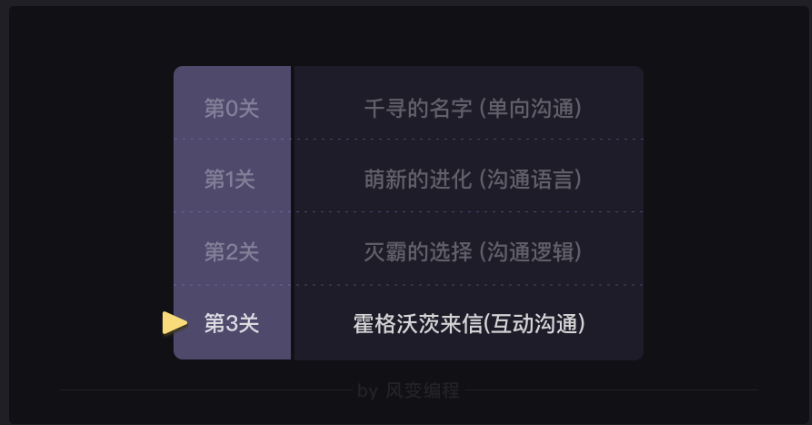 第0关 千寻的名字 (单向沟通)
第1关 萌新的进化 (沟通语言)
第2关 灭霸的选择 (沟通逻辑)
第3关 霍格沃茨来信(互动沟通)
by 风变编程